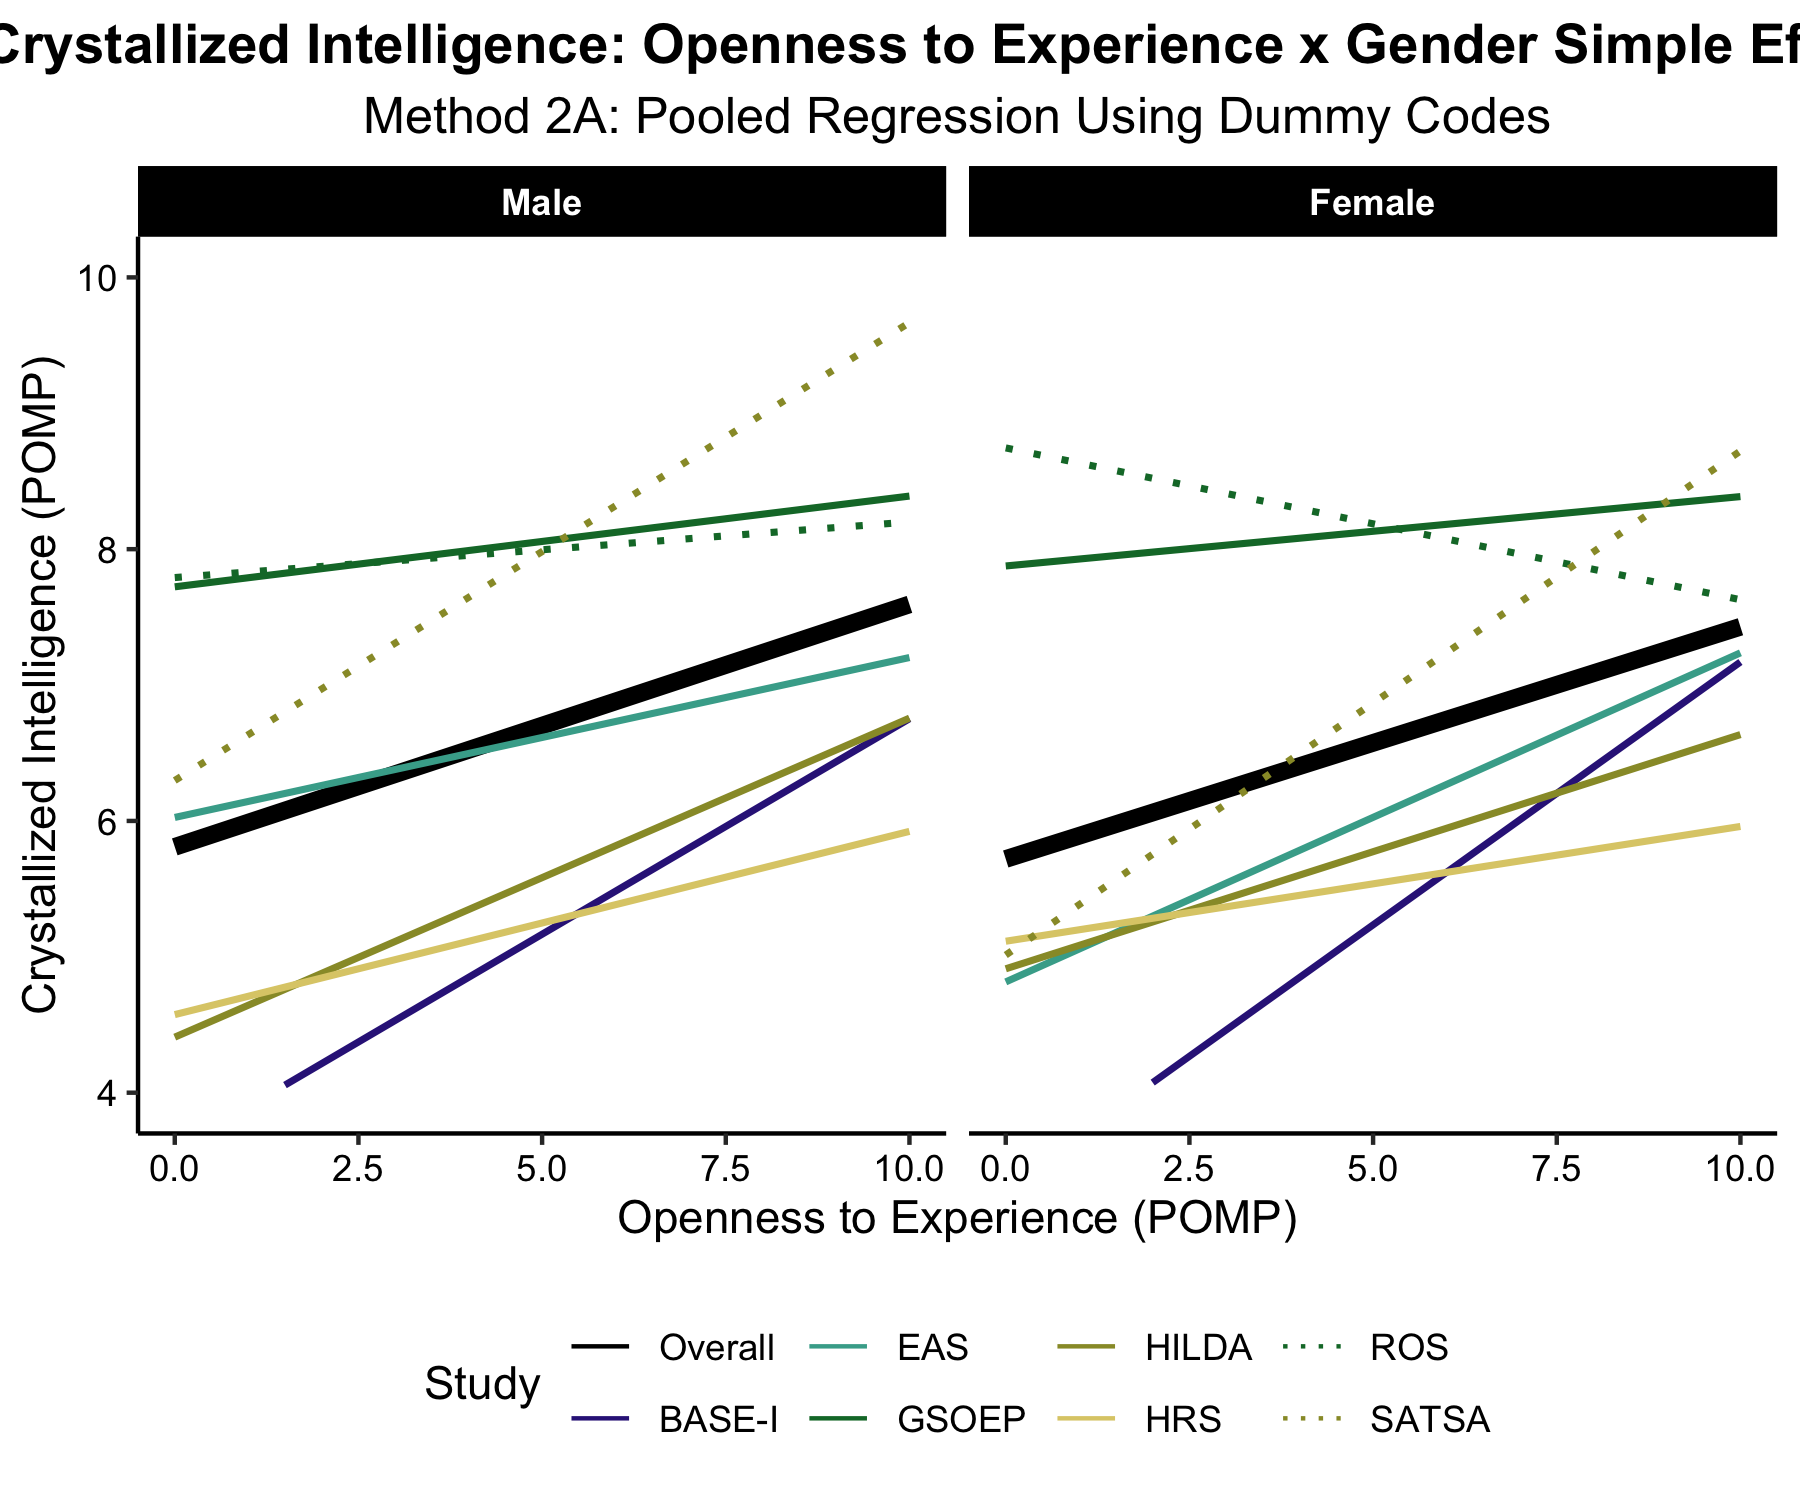 Crystallized Intelligence: Openness to Experience x Gender Simple Ef
Method 2A: Pooled Regression Using Dummy Codes
Male
Female
Crystallized Intelligence (POMP)
10
8
6
4
0.0 2.5 5.0 7.5 10.0
0.0 2.5 5.0 7.5 10.0
Openness to Experience (POMP)
Study
Overall EAS HILDA ROS
BASE-I GSOEP HRS SATSA